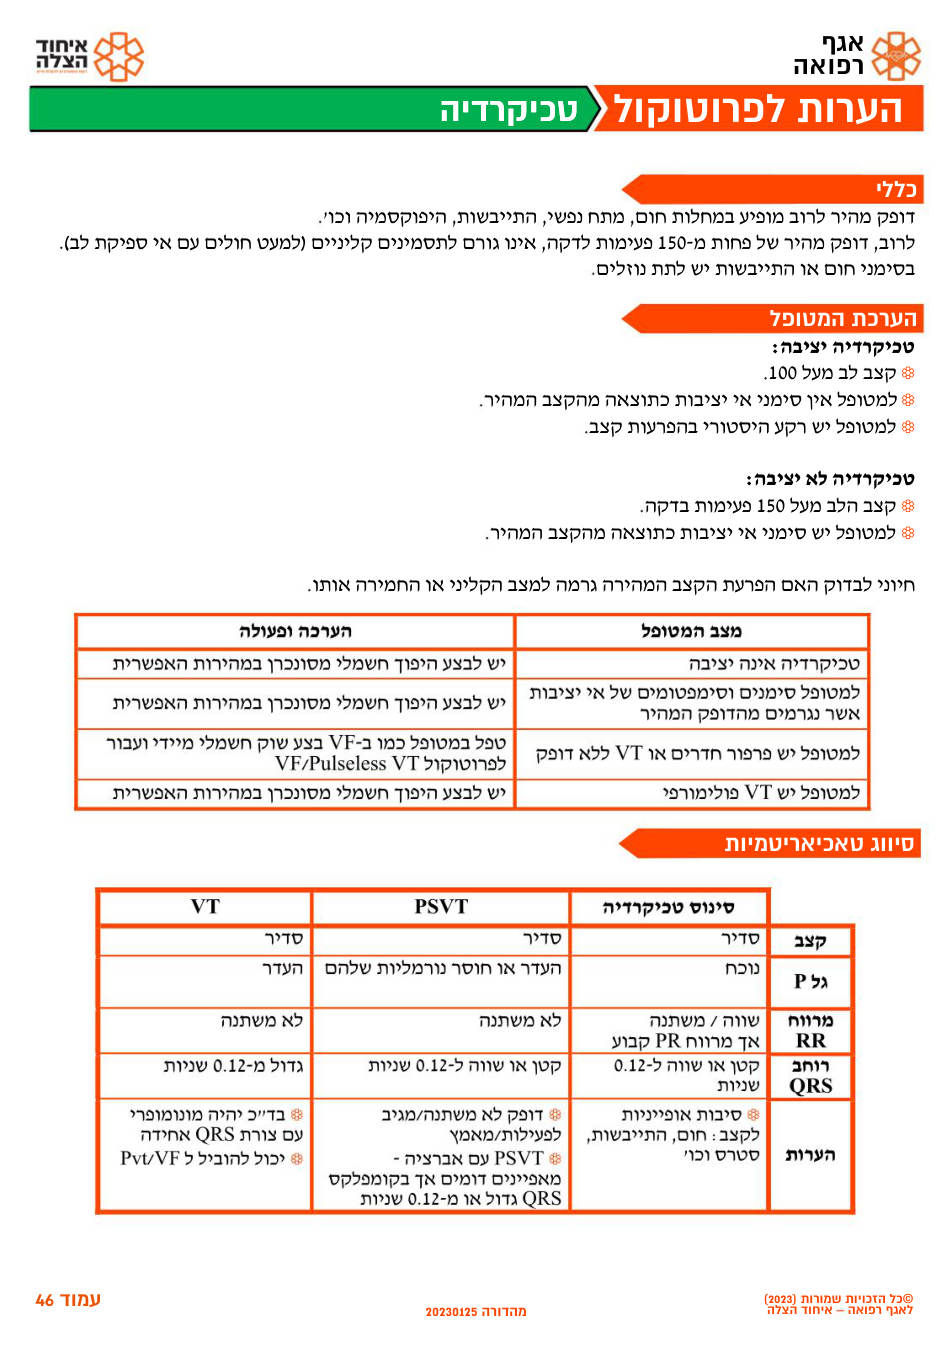 איחוד
הצלה
אגף
רפואה
הערות לפרוטוקול
טכיקרדיה
כללי
דופק מהיר לרוב מופיע במחלות חום, מתח נפשי, התייבשות, היפוקסמיה וכו'.
לרוב, דופק מהיר של פחות מ-150 פעימות לדקה, אינו גורם לתסמינים קליניים (למעט חולים עם אי ספיקת לב).
בסימני חום או התייבשות יש לתת נוזלים.
הערכת המטופל
טכיקרדיה יציבה:
קצב לב מעל 100.
למטופל אין סימני אי יציבות כתוצאה מהקצב המהיר.
למטופל יש רקע היסטורי בהפרעות קצב.
טכיקרדיה לא יציבה:
קצב הלב מעל 150 פעימות בדקה.
למטופל יש סימני אי יציבות כתוצאה מהקצב המהיר.
חיוני לבדוק האם הפרעת הקצב המהירה גרמה למצב הקליני או החמירה אותו.
מצב המטופל
הערכה ופעולה
טכיקרדיה אינה יציבה
יש לבצע היפוך חשמלי מסונכרן במהירות האפשרית
למטופל סימנים וסימפטומים של אי יציבות
אשר נגרמים מהדופק המהיר
יש לבצע היפוך חשמלי מסונכרן במהירות האפשרית
למטופל יש פרפור חדרים או VT ללא דופק
טפל במטופל כמו ב-VF בצע שוק חשמלי מיידי ועבור
לפרוטוקול VF/Pulseless VT
למטופל יש VT פולימורפי
יש לבצע היפוך חשמלי מסונכרן במהירות האפשרית
סיווג טאכיאריטמיות
סינוס טכיקרדיה
PSVT
VT
קצב
סדיר
סדיר
סדיר
גל P
נוכח
העדר או חוסר נורמליות שלהם
העדר
מרווח
RR
שווה / משתנה
אך מרווח PR קבוע
לא משתנה
לא משתנה
רוחב
QRS
קטן או שווה ל-0.12
שניות
קטן או שווה ל-0.12 שניות
גדול מ-0.12 שניות
הערות
סיבות אופייניות
לקצב: חום, התייבשות,
סטרס וכו'
דופק לא משתנה/מגיב
לפעילות/מאמץ
PSVT עם אברציה -
מאפיינים דומים אך בקומפלקס
QRS גדול או מ-0.12 שניות
בד"כ יהיה מונומופרי
עם צורת QRS אחידה
יכול להוביל ל Pvt/VF
©כל הזכויות שמורות (2023)
לאגף רפואה – איחוד הצלה
מהדורה 20230125
עמוד 46